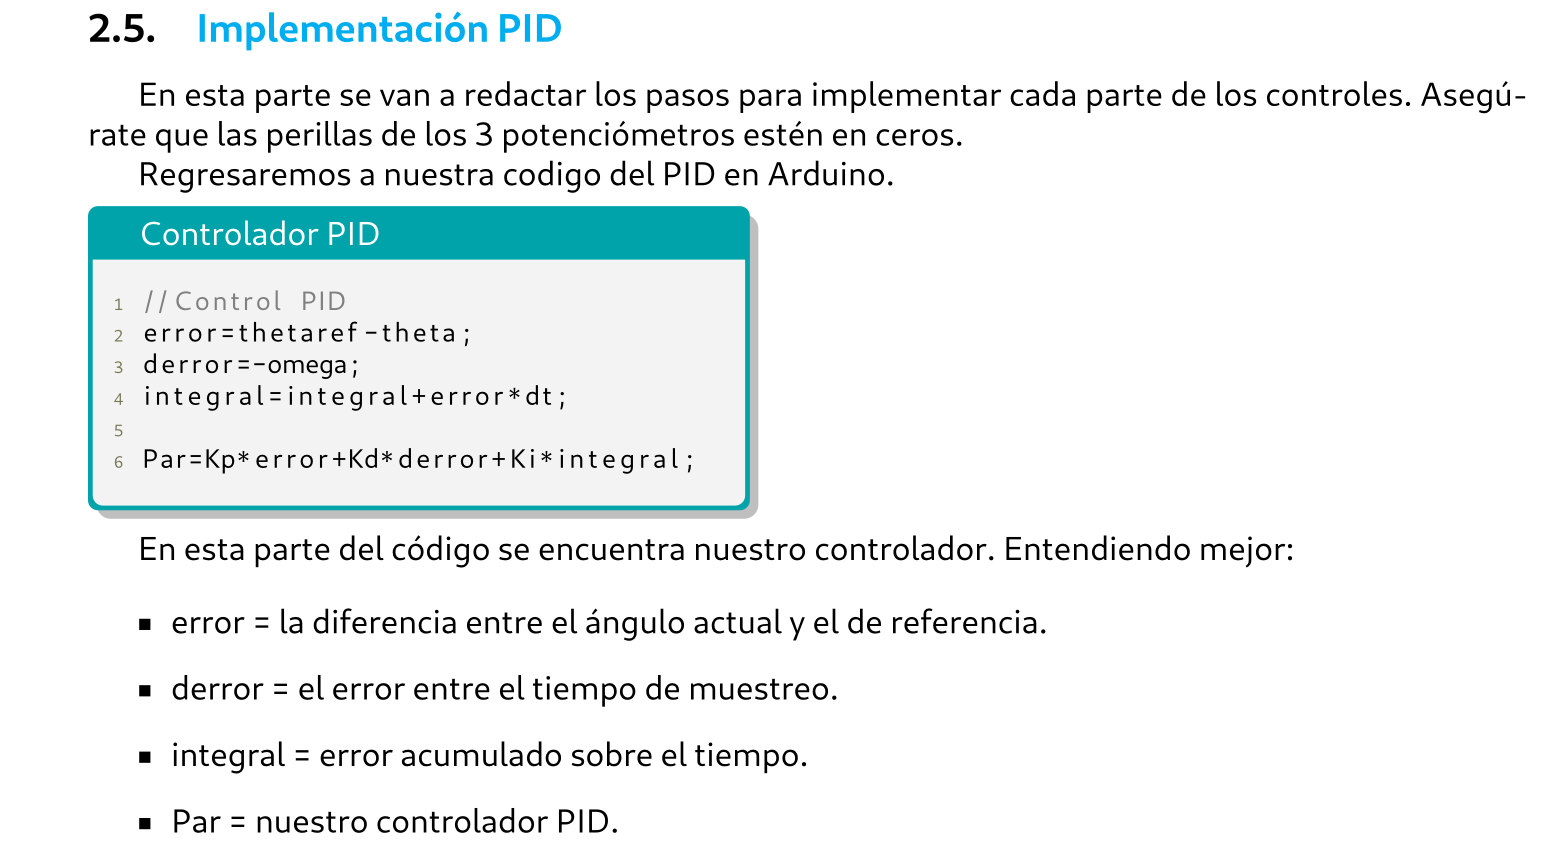 2.5. Implementación PID
En esta parte se van a redactar los pasos para implementar cada parte de los controles. Asegú-
rate que las perillas de los 3 potenciómetros estén en ceros.
Regresaremos a nuestra codigo del PID en Arduino.
Controlador PID
1 //Control PID
2 error=thetaref-theta;
3 derror=-omega;
4 integral=integral+error*dt;
5
6 Par=Kp*error+Kd*derror+Ki*integral;
En esta parte del código se encuentra nuestro controlador. Entendiendo mejor:
▪ error = la diferencia entre el ángulo actual y el de referencia.
▪ derror = el error entre el tiempo de muestreo.
▪ integral = error acumulado sobre el tiempo.
▪ Par = nuestro controlador PID.